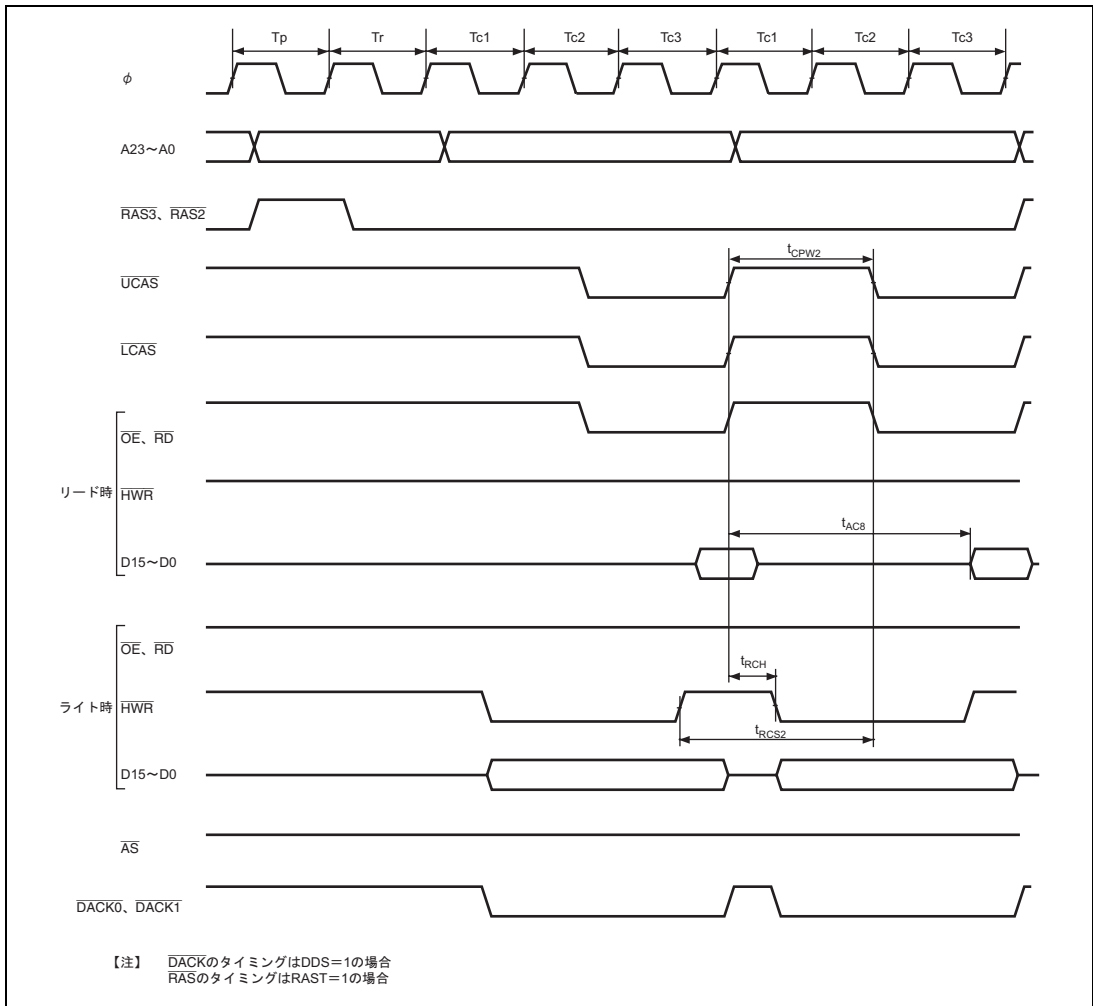 Tp Tr Tc1 Tc2 Tc3 Tc1 Tc2 Tc3
φ
A23～A0
RAS3、RAS2
tCPW2
UCAS
LCAS
OE、RD
リード時 HWR
tAC8
D15～D0
OE、RD
tRCH
ライト時 HWR
tRCS2
D15～D0
AS
DACK0、DACK1
【注】 DACKのタイミングはDDS＝1の場合
RASのタイミングはRAST＝1の場合